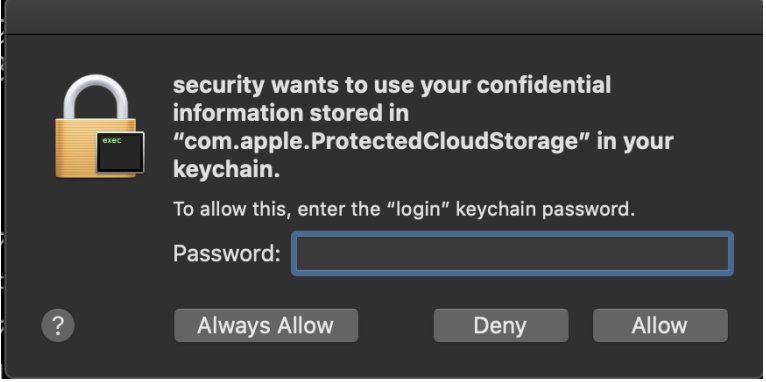 security wants to use your confidential
information stored in
“com.apple.ProtectedCloudStorage” in your
keychain.
To allow this, enter the “login” keychain password.
Password:
exec
?
Always Allow
Deny
Allow